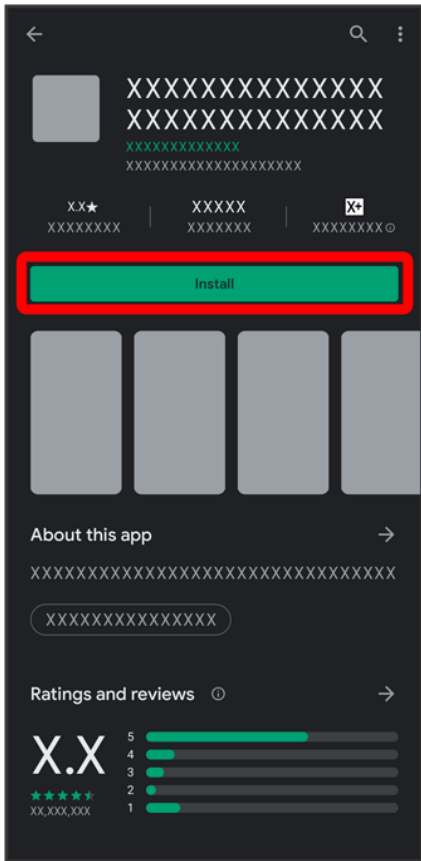 XXXXXXXXXXXXXX
XXXXXXXXXXXXXX
XXXXXXXXXXXXX
XXXXXXXXXXXXXXXXXXXX
X.X★ XXXXX X+
XXXXXXXX XXXXXXX XXXXXXXX
Install
About this app
XXXXXXXXXXXXXXXXXXXXXXXXXXXXXXXX
XXXXXXXXXXXXXXX
Ratings and reviews
X.X
★★★★★
XX,XXX,XXX
5
4
3
2
1